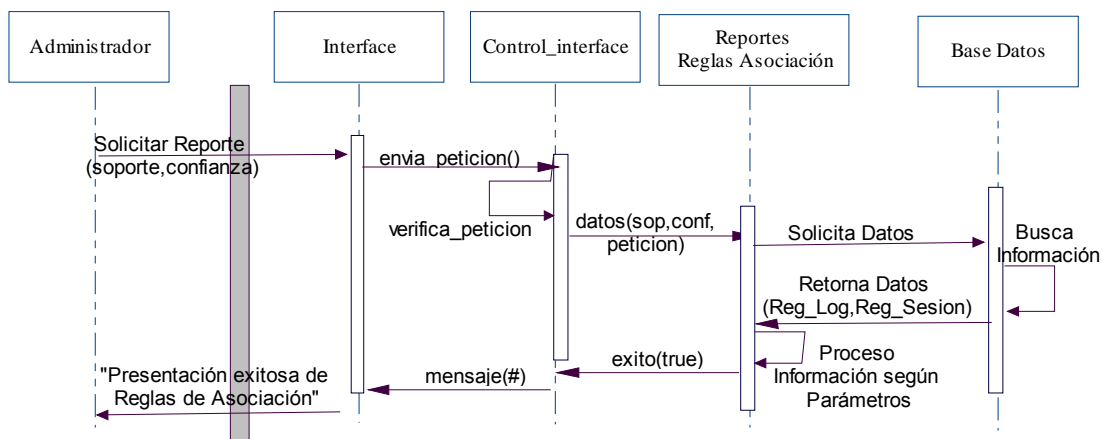 Administrador
Interface
Control_interface
Reportes
Reglas Asociación
Base Datos
Solicitar Reporte
(soporte,confianza)
envia_peticion()
verifica_peticion
datos(sop,conf,
peticion)
Solicita Datos
Busca
Información
Retorna Datos
(Reg_Log,Reg_Sesion)
exito(true)
Proceso
Información según
Parámetros
mensaje(#)
"Presentación exitosa de
Reglas de Asociación"